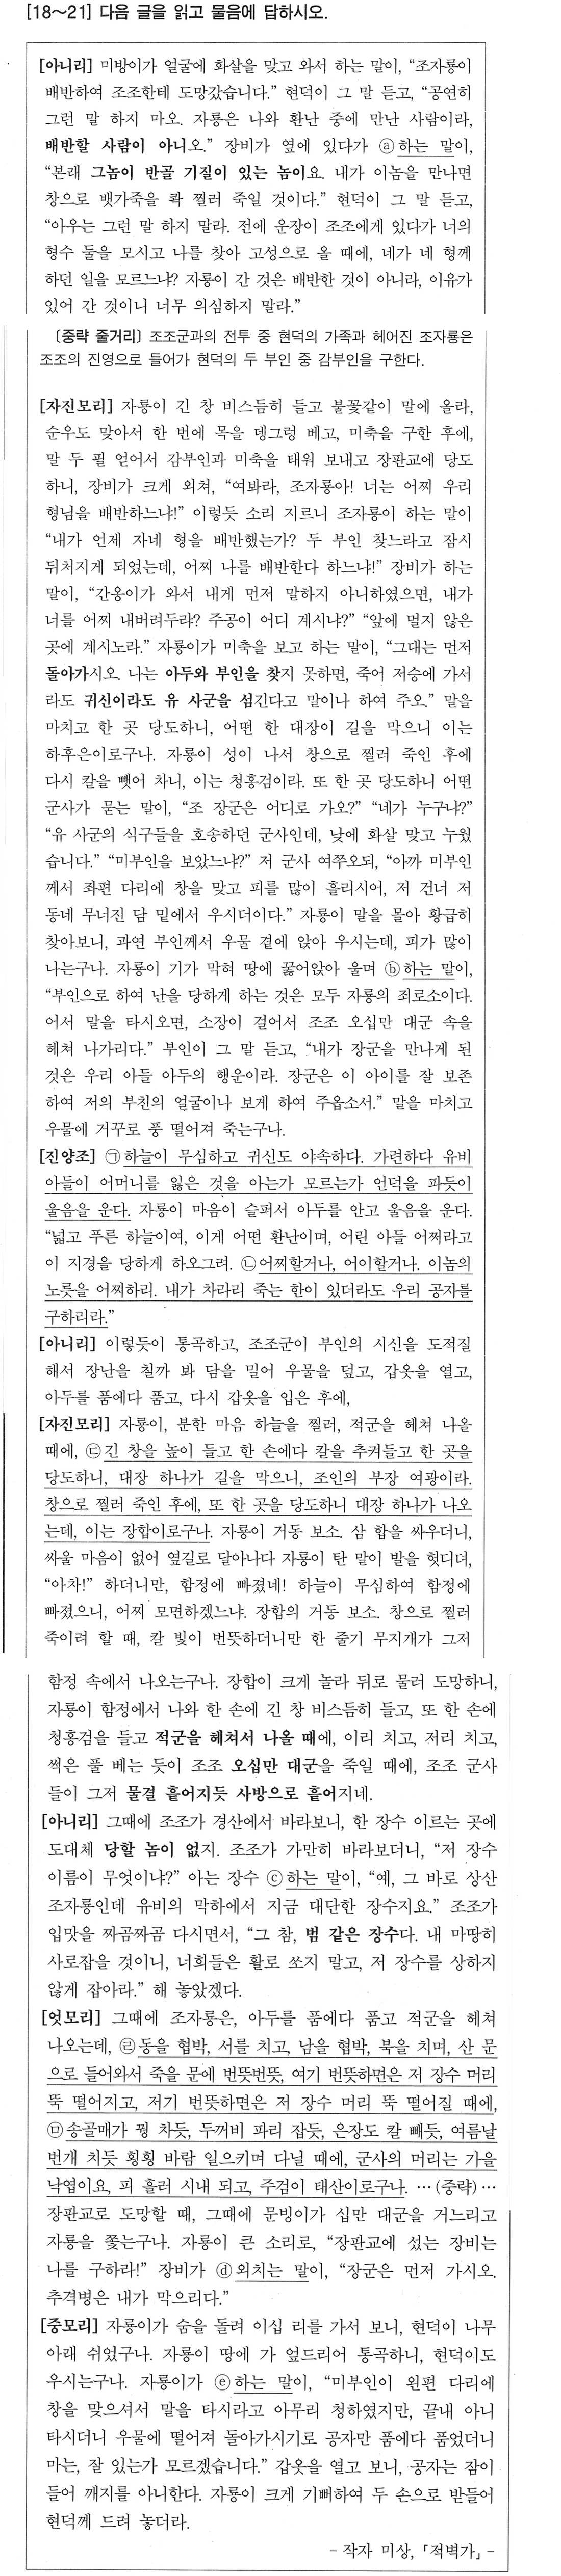 [18~21] 다음 글을 읽고 물음에 답하시오.
[아니리] 미방이가 얼굴에 화살을 맞고 와서 하는 말이, “조자룡이
배반하여 조조한테 도망갔습니다.” 현덕이 그 말 듣고, “공연히
그런 말 하지 마오. 자룡은 나와 환난 중에 만난 사람이라,
배반할 사람이 아니오.” 장비가 옆에 있다가 ⓐ하는 말이,
“본래 그놈이 반골 기질이 있는 놈이요. 내가 이놈을 만나면
창으로 뱃가죽을 콱 찔러 죽일 것이다.” 현덕이 그 말 듣고,
“아우는 그런 말 하지 말라. 전에 운장이 조조에게 있다가 너의
형수 둘을 모시고 나를 찾아 고성으로 올 때에, 네가 네 형께
하던 일을 모르느냐? 자룡이 간 것은 배반한 것이 아니라, 이유가
있어 간 것이니 너무 의심하지 말라.”
〔중략 줄거리〕 조조군과의 전투 중 현덕의 가족과 헤어진 조자룡은
조조의 진영으로 들어가 현덕의 두 부인 중 감부인을 구한다.
[자진모리] 자룡이 긴 창 비스듬히 들고 불꽃같이 말에 올라,
순우도 맞아서 한 번에 목을 뎅그렁 베고, 미축을 구한 후에,
말 두 필 얻어서 감부인과 미축을 태워 보내고 장판교에 당도
하니, 장비가 크게 외쳐, “여봐라, 조자룡아! 너는 어찌 우리
형님을 배반하느냐!” 이렇듯 소리 지르니 조자룡이 하는 말이
“내가 언제 자네 형을 배반했는가? 두 부인 찾느라고 잠시
뒤처지게 되었는데, 어찌 나를 배반한다 하느냐!” 장비가 하는
말이, “간옹이가 와서 내게 먼저 말하지 아니하였으면, 내가
너를 어찌 내버려두랴? 주공이 어디 계시냐?” “앞에 멀지 않은
곳에 계시노라.” 자룡이가 미축을 보고 하는 말이, “그대는 먼저
돌아가시오. 나는 아두와 부인을 찾지 못하면, 죽어 저승에 가서
라도 귀신이라도 유 사군을 섬긴다고 말이나 하여 주오.” 말을
마치고 한 곳 당도하니, 어떤 한 대장이 길을 막으니 이는
하후은이로구나. 자룡이 성이 나서 창으로 찔러 죽인 후에
다시 칼을 뺏어 차니, 이는 청홍검이라. 또 한 곳 당도하니 어떤
군사가 묻는 말이, “조 장군은 어디로 가오?” “네가 누구냐?”
“유 사군의 식구들을 호송하던 군사인데, 낮에 화살 맞고 누웠
습니다.” “미부인을 보았느냐?” 저 군사 여쭈오되, “아까 미부인
께서 좌편 다리에 창을 맞고 피를 많이 흘리시어, 저 건너 저
동네 무너진 담 밑에서 우시더이다.” 자룡이 말을 몰아 황급히
찾아보니, 과연 부인께서 우물 곁에 앉아 우시는데, 피가 많이
나는구나. 자룡이 기가 막혀 땅에 꿇어앉아 울며 ⓑ하는 말이,
“부인으로 하여 난을 당하게 하는 것은 모두 자룡의 죄로소이다.
어서 말을 타시오면, 소장이 걸어서 조조 오십만 대군 속을
헤쳐 나가리다.” 부인이 그 말 듣고, “내가 장군을 만나게 된
것은 우리 아들 아두의 행운이라. 장군은 이 아이를 잘 보존
하여 저의 부친의 얼굴이나 보게 하여 주옵소서.” 말을 마치고
우물에 거꾸로 풍 떨어져 죽는구나.
[진양조] ㉠하늘이 무심하고 귀신도 야속하다. 가련하다 유비
아들이 어머니를 잃은 것을 아는가 모르는가 언덕을 파듯이
울음을 운다. 자룡이 마음이 슬퍼서 아두를 안고 울음을 운다.
“넓고 푸른 하늘이여, 이게 어떤 환난이며, 어린 아들 어쩌라고
이 지경을 당하게 하오그려. ㉡어찌할거나, 어이할거나. 이놈의
노릇을 어찌하리. 내가 차라리 죽는 한이 있더라도 우리 공자를
구하리라.”
[아니리] 이렇듯이 통곡하고, 조조군이 부인의 시신을 도적질
해서 장난을 칠까 봐 담을 밀어 우물을 덮고, 갑옷을 열고,
아두를 품에다 품고, 다시 갑옷을 입은 후에,
[자진모리] 자룡이, 분한 마음 하늘을 찔러, 적군을 헤쳐 나올
때에, ㉢긴 창을 높이 들고 한 손에다 칼을 추켜들고 한 곳을
당도하니, 대장 하나가 길을 막으니, 조인의 부장 여광이라.
창으로 찔러 죽인 후에, 또 한 곳을 당도하니 대장 하나가 나오
는데, 이는 장합이로구나. 자룡이 거동 보소. 삼 합을 싸우더니,
싸울 마음이 없어 옆길로 달아나다 자룡이 탄 말이 발을 헛디뎌,
“아차!” 하더니만, 함정에 빠졌네! 하늘이 무심하여 함정에
빠졌으니, 어찌 모면하겠느냐. 장합의 거동 보소. 창으로 찔러
죽이려 할 때, 칼 빛이 번뜩하더니만 한 줄기 무지개가 그저
함정 속에서 나오는구나. 장합이 크게 놀라 뒤로 물러 도망하니,
자룡이 함정에서 나와 한 손에 긴 창 비스듬히 들고, 또 한 손에
청홍검을 들고 적군을 헤쳐서 나올 때에, 이리 치고, 저리 치고,
썩은 풀 베는 듯이 조조 오십만 대군을 죽일 때에, 조조 군사
들이 그저 물결 흩어지듯 사방으로 흩어지네.
[아니리] 그때에 조조가 경산에서 바라보니, 한 장수 이르는 곳에
도대체 당할 놈이 없지. 조조가 가만히 바라보더니, “저 장수
이름이 무엇이냐?” 아는 장수 ⓒ하는 말이, “예, 그 바로 상산
조자룡인데 유비의 막하에서 지금 대단한 장수지요.” 조조가
입맛을 짜곰짜곰 다시면서, “그 참, 범 같은 장수다. 내 마땅히
사로잡을 것이니, 너희들은 활로 쏘지 말고, 저 장수를 상하지
않게 잡아라.” 해 놓았겠다.
[엇모리] 그때에 조자룡은, 아두를 품에다 품고 적군을 헤쳐
나오는데, ㉣동을 협박, 서를 치고, 남을 협박, 북을 치며, 산 문
으로 들어와서 죽을 문에 번뜻번뜻, 여기 번뜻하면은 저 장수 머리
뚝 떨어지고, 저기 번뜻하면은 저 장수 머리 뚝 떨어질 때에,
㉤송골매가 꿩 차듯, 두꺼비 파리 잡듯, 은장도 칼 빼듯, 여름날
번개 치듯 횡횡 바람 일으키며 다닐 때에, 군사의 머리는 가을
낙엽이요, 피 흘러 시내 되고, 주검이 태산이로구나. …(중략)…
장판교로 도망할 때, 그때에 문빙이가 십만 대군을 거느리고
자룡을 쫓는구나. 자룡이 큰 소리로, “장판교에 섰는 장비는
나를 구하라!” 장비가 ⓓ외치는 말이, “장군은 먼저 가시오.
추격병은 내가 막으리다.”
[중모리] 자룡이가 숨을 돌려 이십 리를 가서 보니, 현덕이 나무
아래 쉬었구나. 자룡이 땅에 가 엎드리어 통곡하니, 현덕이도
우시는구나. 자룡이가 ⓔ하는 말이, “미부인이 왼편 다리에
창을 맞으셔서 말을 타시라고 아무리 청하였지만, 끝내 아니
타시더니 우물에 떨어져 돌아가시기로 공자만 품에다 품었더니
마는, 잘 있는가 모르겠습니다.” 갑옷을 열고 보니, 공자는 잠이
들어 깨지를 아니한다. 자룡이 크게 기뻐하여 두 손으로 받들어
현덕께 드려 놓더라.
- 작자 미상, 「적벽가」 -